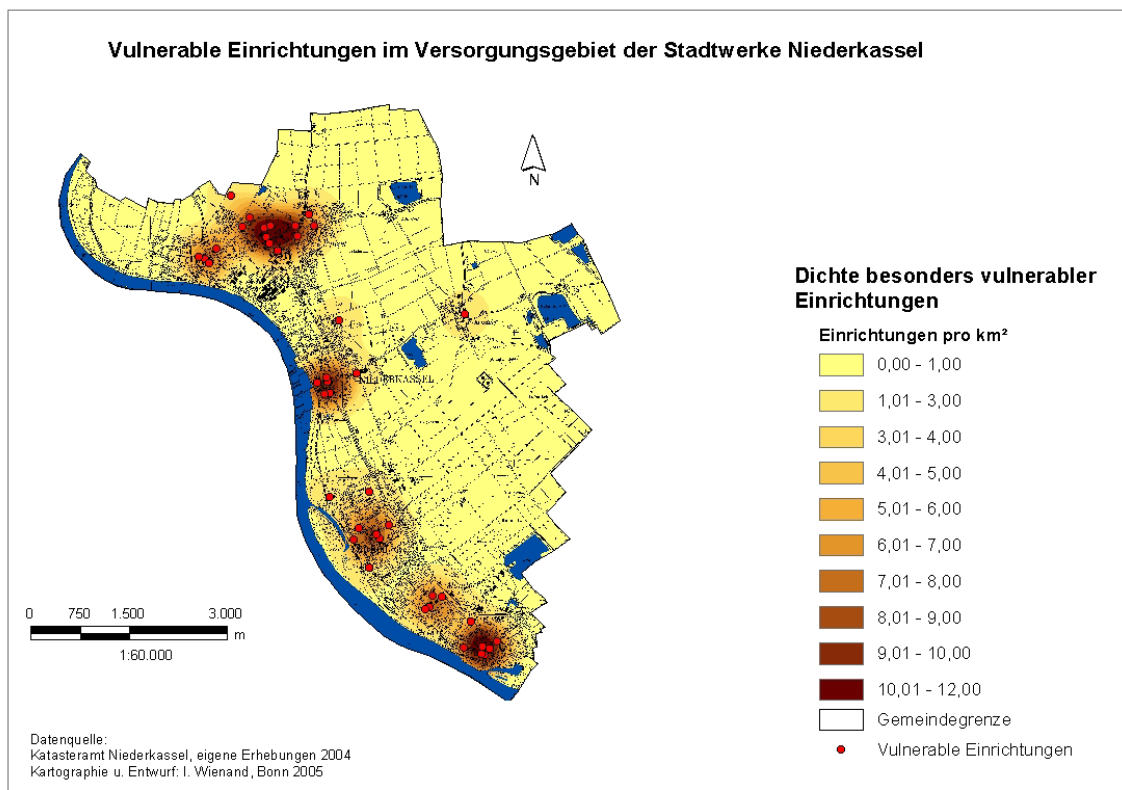 Vulnerable Einrichtungen im Versorgungsgebiet der Stadtwerke Niederkassel
N
NIEDERKASSEL
Dichte besonders vulnerabler
Einrichtungen
Einrichtungen pro km²
0,00 - 1,00
1,01 - 3,00
3,01 - 4,00
4,01 - 5,00
5,01 - 6,00
6,01 - 7,00
7,01 - 8,00
8,01 - 9,00
9,01 - 10,00
10,01 - 12,00
Gemeindegrenze
Vulnerable Einrichtungen
0 750 1.500 3.000
m
1:60.000
Datenquelle:
Katasteramt Niederkassel, eigene Erhebungen 2004
Kartographie u. Entwurf: I. Wienand, Bonn 2005